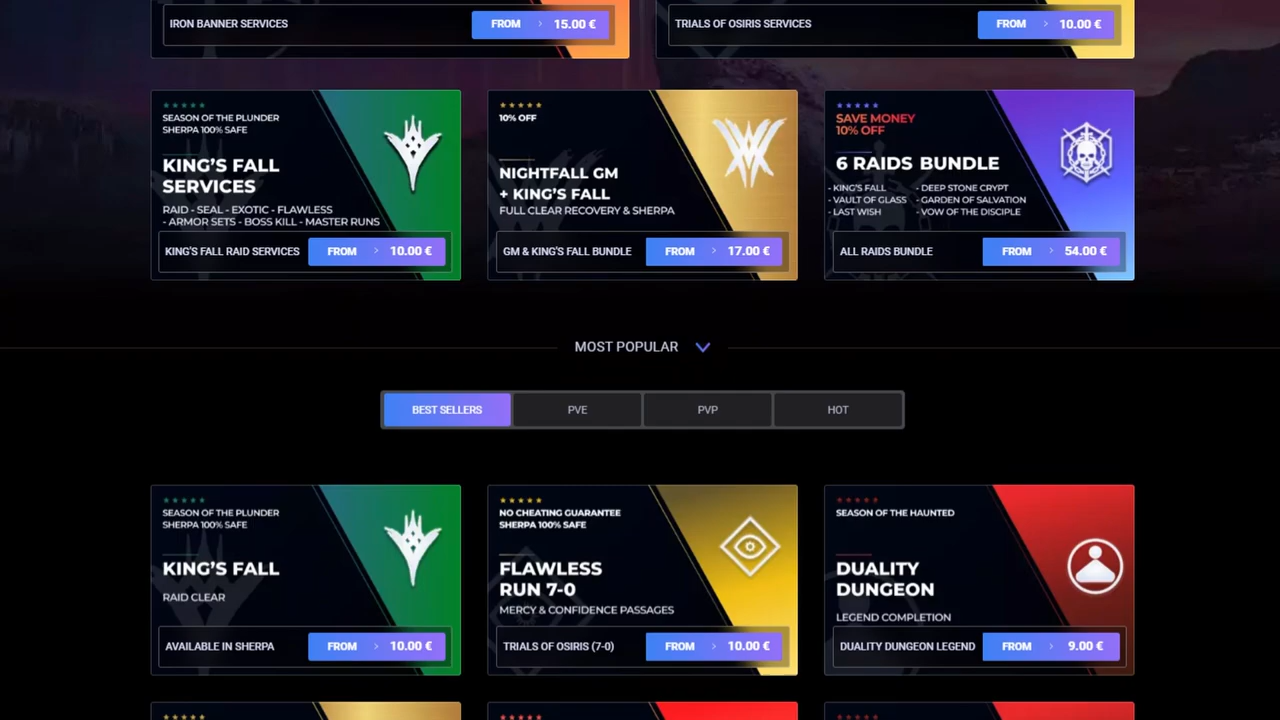 IRON BANNER SERVICES
FROM > 15.00 €
TRIALS OF OSIRIS SERVICES
FROM > 10.00 €
SEASON OF THE PLUNDER
SHERPA 100% SAFE
KING'S FALL
SERVICES
RAID - SEAL - EXOTIC - FLAWLESS
- ARMOR SETS - BOSS KILL - MASTER RUNS
KING'S FALL RAID SERVICES
FROM > 10.00 €
10% OFF
NIGHTFALL GM
+ KING'S FALL
FULL CLEAR RECOVERY & SHERPA
GM & KING'S FALL BUNDLE
FROM > 17.00 €
SAVE MONEY
10% OFF
6 RAIDS BUNDLE
- KING'S FALL
- VAULT OF GLASS
- LAST WISH
- DEEP STONE CRYPT
- GARDEN OF SALVATION
- VOW OF THE DISCIPLE
ALL RAIDS BUNDLE
FROM > 54.00 €
MOST POPULAR
BEST SELLERS
PVE
PVP
HOT
SEASON OF THE PLUNDER
SHERPA 100% SAFE
KING'S FALL
RAID CLEAR
AVAILABLE IN SHERPA
FROM > 10.00 €
NO CHEATING GUARANTEE
SHERPA 100% SAFE
FLAWLESS
RUN 7-0
MERCY & CONFIDENCE PASSAGES
TRIALS OF OSIRIS (7-0)
FROM > 10.00 €
SEASON OF THE HAUNTED
DUALITY
DUNGEON
LEGEND COMPLETION
DUALITY DUNGEON LEGEND
FROM > 9.00 €